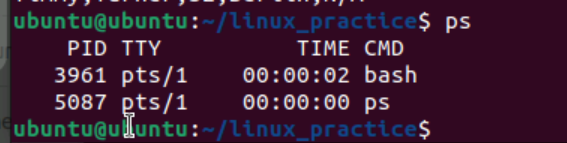 ubuntu@ubuntu:~/linux_practice$ ps
    PID TTY          TIME CMD
   3961 pts/1    00:00:02 bash
   5087 pts/1    00:00:00 ps
ubuntu@ubuntu:~/linux_practice$